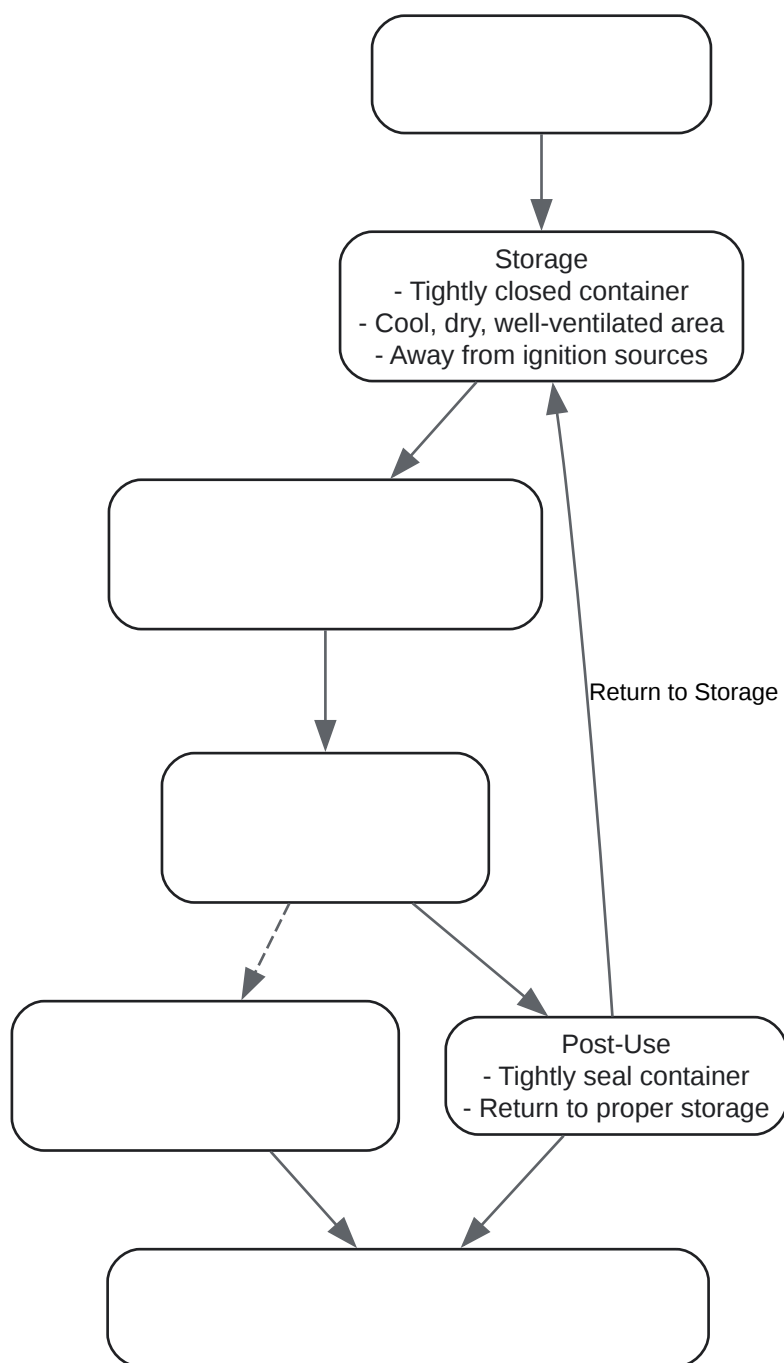 Storage
- Tightly closed container
- Cool, dry, well-ventilated area
- Away from ignition sources
Return to Storage
Post-Use
- Tightly seal container
- Return to proper storage